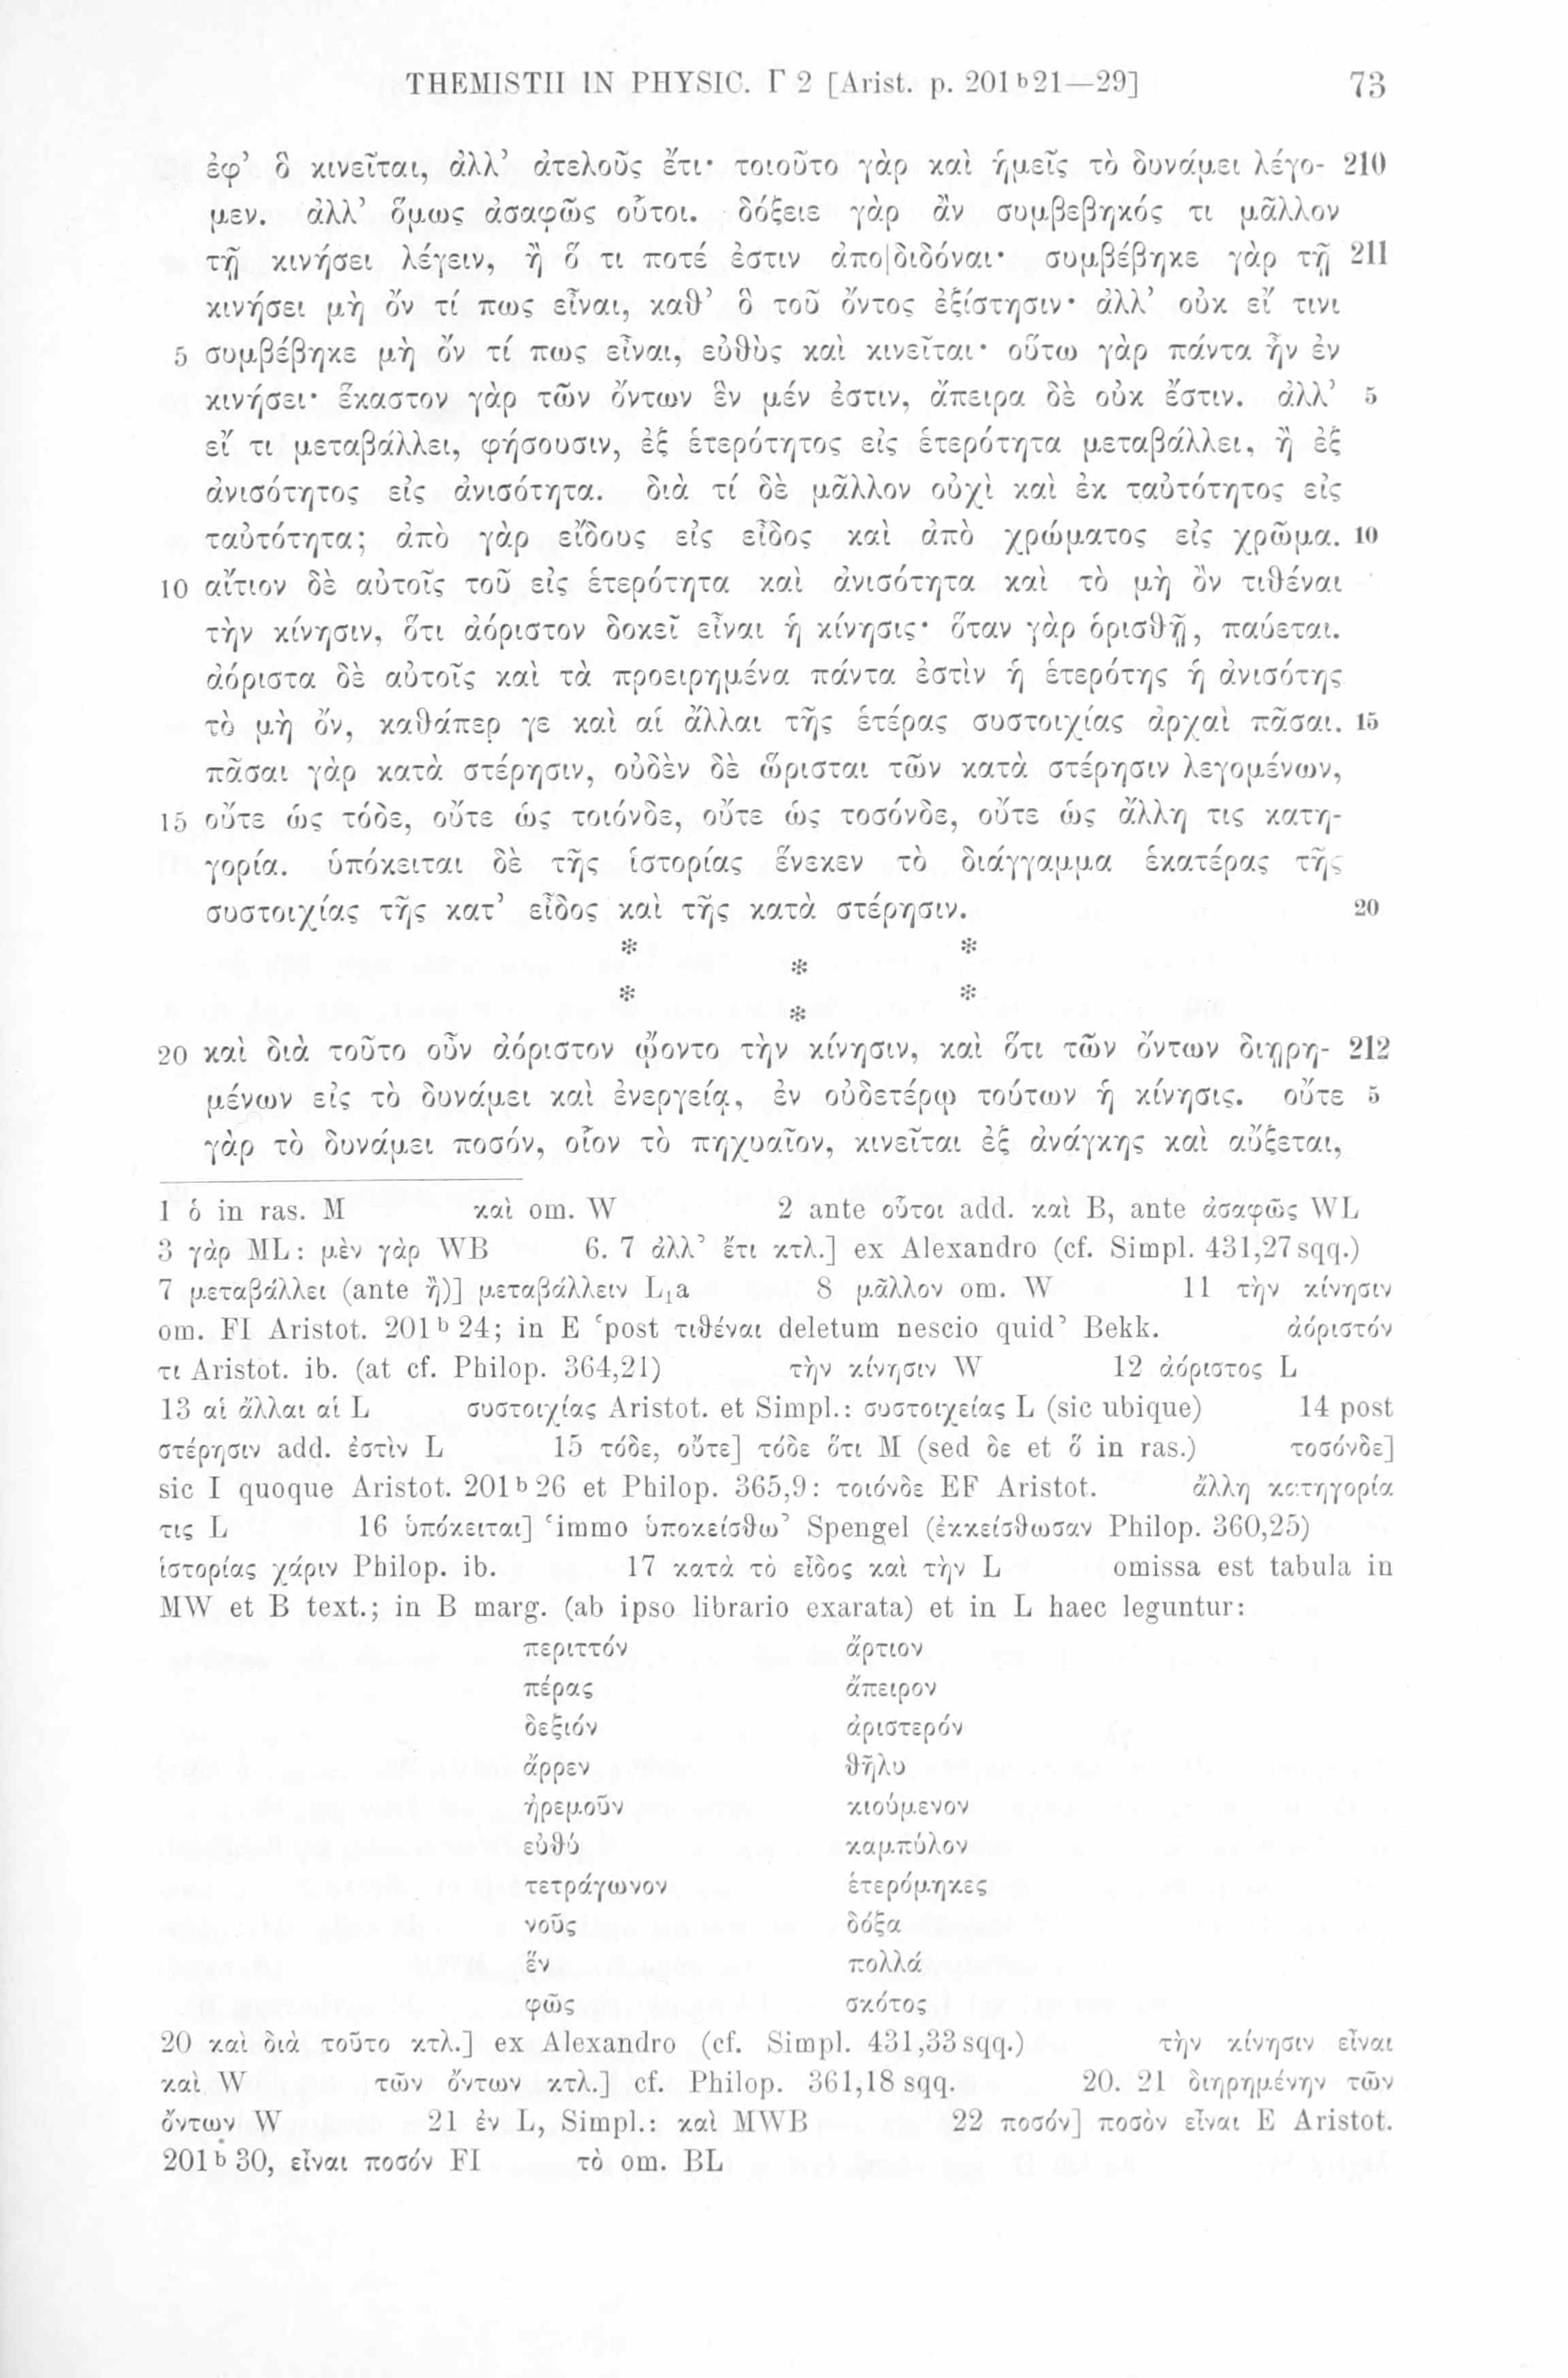 THEMISTII IN PHYSIC. Γ 2 [Arist. p. 201 b 21—29] 73
ἐφ’ ὃ κινεῖται, ἀλλ’ ἀτελοῦς ἔτι· τοιοῦτο γὰρ καὶ ἡμεῖς τὸ δυνάμει λέγο- 210
μεν. ἀλλ’ ὅμως ἀσαφῶς οὗτοι. δόξειε γὰρ ἂν συμβεβηκός τι μᾶλλον
τῇ κινήσει λέγειν, ἢ ὅ τι ποτέ ἐστιν ἀπο|διδόναι· συμβέβηκε γὰρ τῇ 211
κινήσει μὴ ὄν τί πως εἶναι, καθ’ ὃ τοῦ ὄντος ἐξίστησιν· ἀλλ’ οὐκ εἴ τινι
5 συμβέβηκε μὴ ὄν τί πως εἶναι, εὐθὺς καὶ κινεῖται· οὕτω γὰρ πάντα ἦν ἐν
κινήσει· ἕκαστον γὰρ τῶν ὄντων ἓν μέν ἐστιν, ἄπειρα δὲ οὐκ ἔστιν. ἀλλ’ 5
εἴ τι μεταβάλλει, φήσουσιν, ἐξ ἑτερότητος εἰς ἑτερότητα μεταβάλλει, ἢ ἐξ
ἀνισότητος εἰς ἀνισότητα. διὰ τί δὲ μᾶλλον οὐχὶ καὶ ἐκ ταὐτότητος εἰς
ταὐτότητα; ἀπὸ γὰρ εἴδους εἰς εἶδος καὶ ἀπὸ χρώματος εἰς χρῶμα. 10
10 αἴτιον δὲ αὐτοῖς τοῦ εἰς ἑτερότητα καὶ ἀνισότητα καὶ τὸ μὴ ὂν τιθέναι
τὴν κίνησιν, ὅτι ἀόριστον δοκεῖ εἶναι ἡ κίνησις· ὅταν γὰρ ὁρισθῇ, παύεται.
ἀόριστα δὲ αὐτοῖς καὶ τὰ προειρημένα πάντα ἐστὶν ἡ ἑτερότης ἡ ἀνισότης
τὸ μὴ ὄν, καθάπερ γε καὶ αἱ ἄλλαι τῆς ἑτέρας συστοιχίας ἀρχαὶ πᾶσαι. 15
πᾶσαι γὰρ κατὰ στέρησιν, οὐδὲν δὲ ὥρισται τῶν κατὰ στέρησιν λεγομένων,
15 οὔτε ὡς τόδε, οὔτε ὡς τοιόνδε, οὔτε ὡς τοσόνδε, οὔτε ὡς ἄλλη τις κατη-
γορία. ὑπόκειται δὲ τῆς ἱστορίας ἕνεκεν τὸ διάγγαμμα ἑκατέρας τῆς
συστοιχίας τῆς κατ’ εἶδος καὶ τῆς κατὰ στέρησιν. 20
* *
*
* *
*
20 καὶ διὰ τοῦτο οὖν ἀόριστον ᾤοντο τὴν κίνησιν, καὶ ὅτι τῶν ὄντων διῃρη- 212
μένων εἰς τὸ δυνάμει καὶ ἐνεργείᾳ, ἐν οὐδετέρῳ τούτων ἡ κίνησις. οὔτε 5
γὰρ τὸ δυνάμει ποσόν, οἷον τὸ πηχυαῖον, κινεῖται ἐξ ἀνάγκης καὶ αὔξεται,
1 ὁ in ras. M καὶ om. W 2 ante οὗτοι add. καὶ B, ante ἀσαφῶς WL
3 γὰρ ML: μὲν γὰρ WB 6. 7 ἀλλ’ ἔτι κτλ.] ex Alexandro (cf. Simpl. 431,27 sqq.)
7 μεταβάλλει (ante ἢ)] μεταβάλλειν L₁a 8 μᾶλλον om. W 11 τὴν κίνησιν
om. FI Aristot. 201 b 24; in E ‘post τιθέναι deletum nescio quid’ Bekk. ἀόριστόν
τι Aristot. ib. (at cf. Philop. 364,21) τὴν κίνησιν W 12 ἀόριστος L
13 αἱ ἄλλαι αἱ L συστοιχίας Aristot. et Simpl.: συστοιχείας L (sic ubique) 14 post
στέρησιν add. ἐστὶν L 15 τόδε, οὔτε] τόδε ὅτι M (sed δε et ὅ in ras.) τοσόνδε]
sic I quoque Aristot. 201 b 26 et Philop. 365,9: τοιόνδε EF Aristot. ἄλλη κατηγορία
τις L 16 ὑπόκειται] ‘immo ὑποκείσθω’ Spengel (ἐκκείσθωσαν Philop. 360,25)
ἱστορίας χάριν Philop. ib. 17 κατὰ τὸ εἶδος καὶ τὴν L omissa est tabula in
MW et B text.; in B marg. (ab ipso librario exarata) et in L haec leguntur:
περιττόν ἄρτιον
πέρας ἄπειρον
δεξιόν ἀριστερόν
ἄρρεν θῆλυ
ἠρεμοῦν κιούμενον
εὐθύ καμπύλον
τετράγωνον ἑτερόμηκες
νοῦς δόξα
ἕν πολλά
φῶς σκότος
20 καὶ διὰ τοῦτο κτλ.] ex Alexandro (cf. Simpl. 431,33 sqq.) τὴν κίνησιν εἶναι
καὶ W τῶν ὄντων κτλ.] cf. Philop. 361,18 sqq. 20. 21 διηρημένην τῶν
ὄντων W 21 ἐν L, Simpl.: καὶ MWB 22 ποσόν] ποσὸν εἶναι E Aristot.
201 b 30, εἶναι ποσόν FI τὸ om. BL